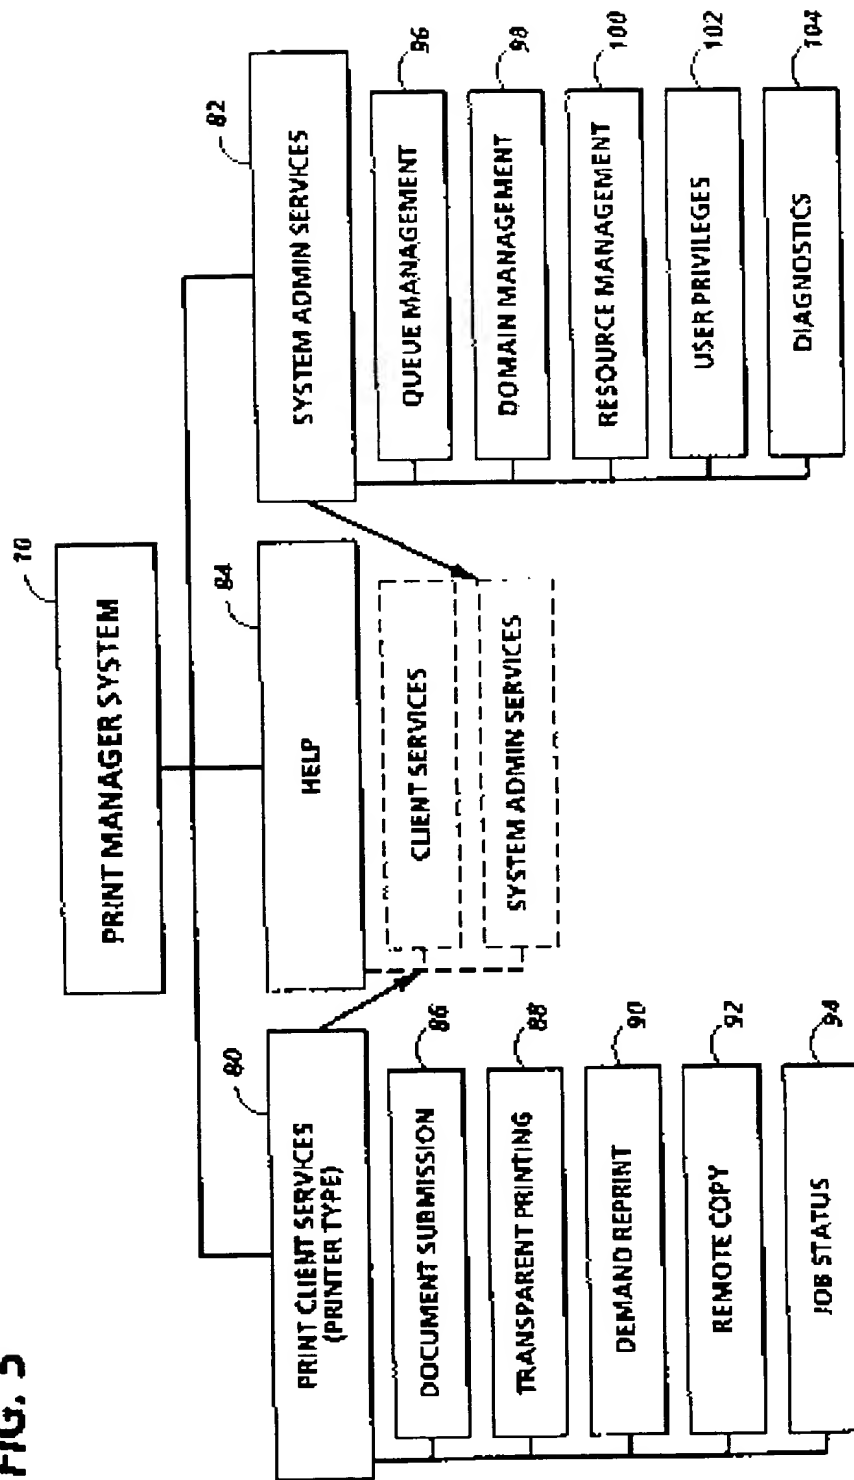 FIG. 5
PRINT MANAGER SYSTEM
70
PRINT CLIENT SERVICES
(PRINTER TYPE)
80
HELP
84
SYSTEM ADMIN SERVICES
82
DOCUMENT SUBMISSION
86
TRANSPARENT PRINTING
88
DEMAND REPRINT
90
REMOTE COPY
92
JOB STATUS
94
CLIENT SERVICES
SYSTEM ADMIN SERVICES
QUEUE MANAGEMENT
96
DOMAIN MANAGEMENT
98
RESOURCE MANAGEMENT
100
USER PRIVILEGES
102
DIAGNOSTICS
104